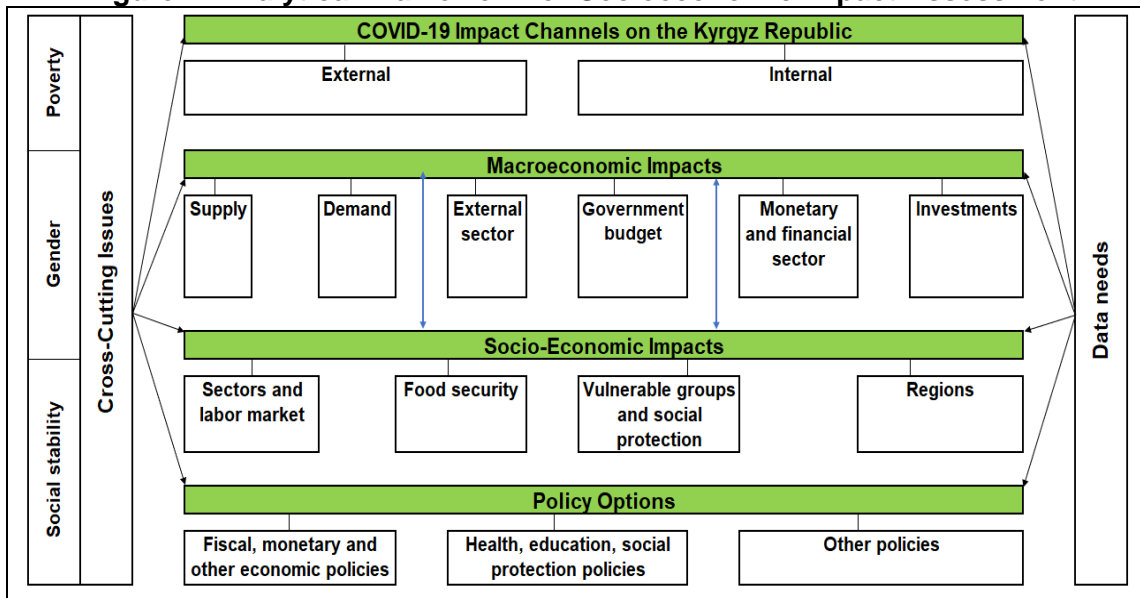 COVID-19 Impact Channels on the Kyrgyz Republic
External
Internal
Macroeconomic Impacts
Supply
Demand
External
sector
Government
budget
Monetary
and financial
sector
Investments
Socio-Economic Impacts
Sectors and
labor market
Food security
Vulnerable groups
and social
protection
Regions
Policy Options
Fiscal, monetary and
other economic policies
Health, education, social
protection policies
Other policies
Poverty
Gender
Social stability
Cross-Cutting Issues
Data needs